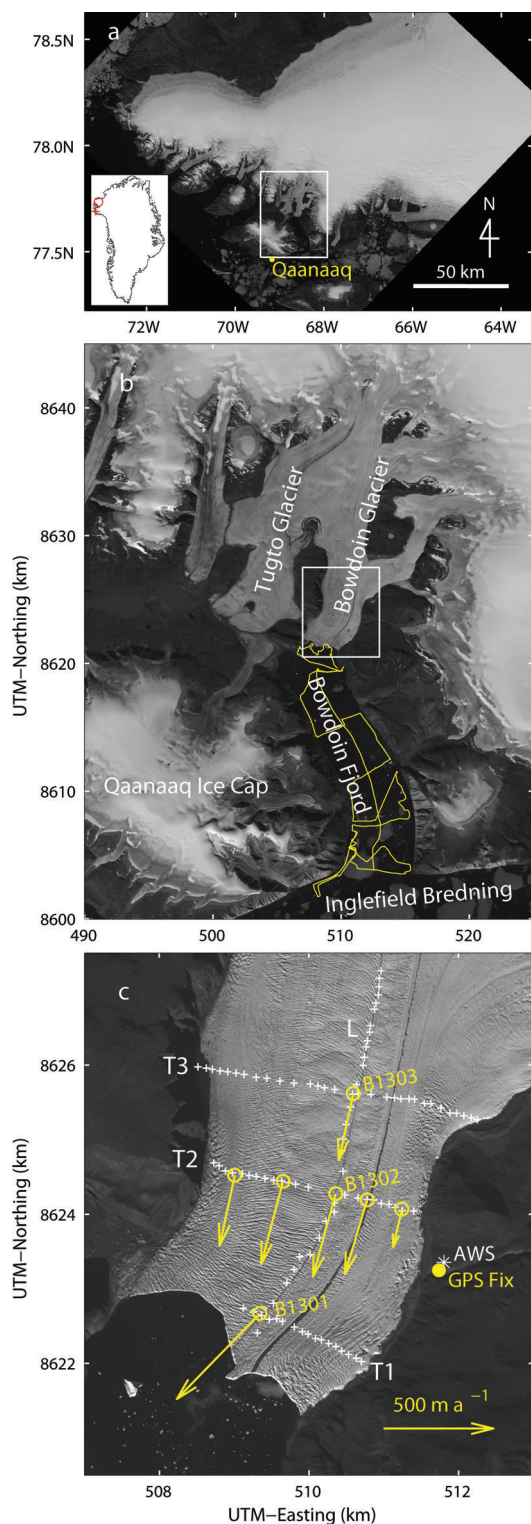 a
78.5N
78.0N
77.5N
Qaanaaq
N
50 km
72W
70W
68W
66W
64W
b
8640
8630
8620
8610
8600
UTM−Northing (km)
Tugto Glacier
Bowdoin Glacier
Bowdoin Fjord
Qaanaaq Ice Cap
Inglefield Bredning
490
500
510
520
c
8626
8624
8622
UTM−Northing (km)
L
T3
B1303
T2
B1302
AWS
GPS Fix
B1301
T1
500 m a −1
508
510
512
UTM−Easting (km)